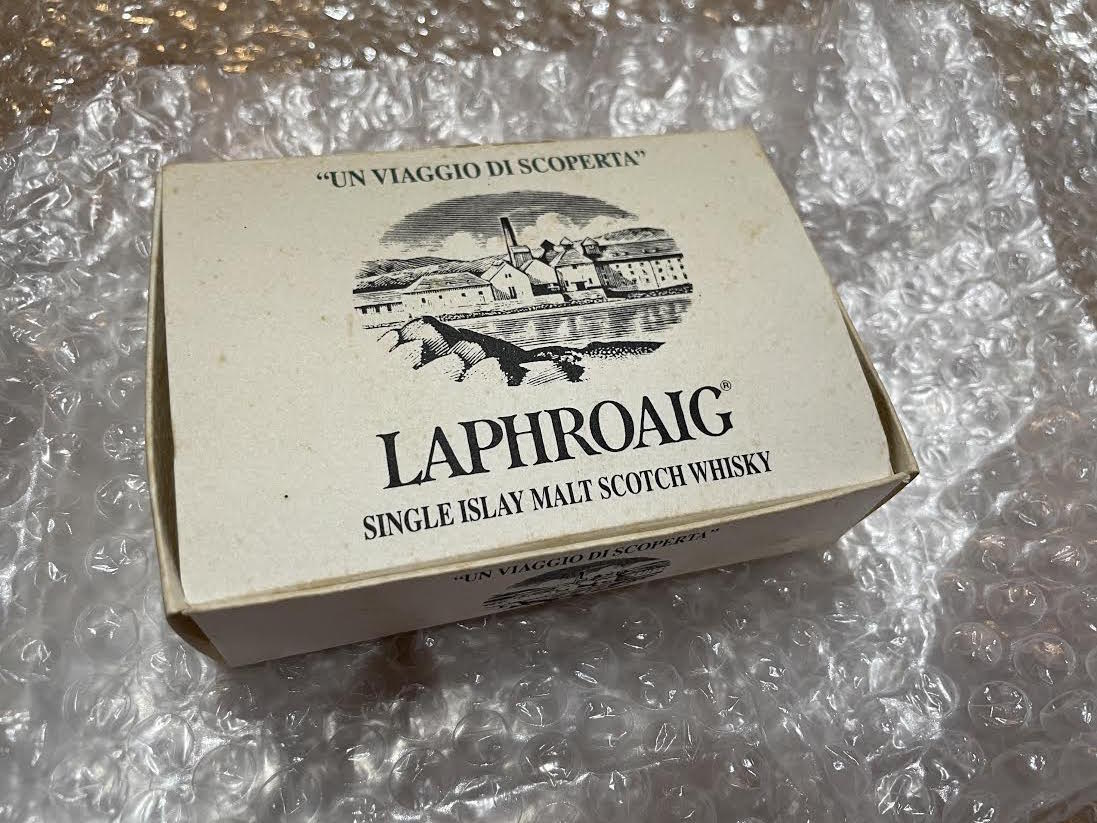 “UN VIAGGIO DI SCOPERTA”
LAPHROAIG®
SINGLE ISLAY MALT SCOTCH WHISKY
“UN VIAGGIO DI SCOPERTA”